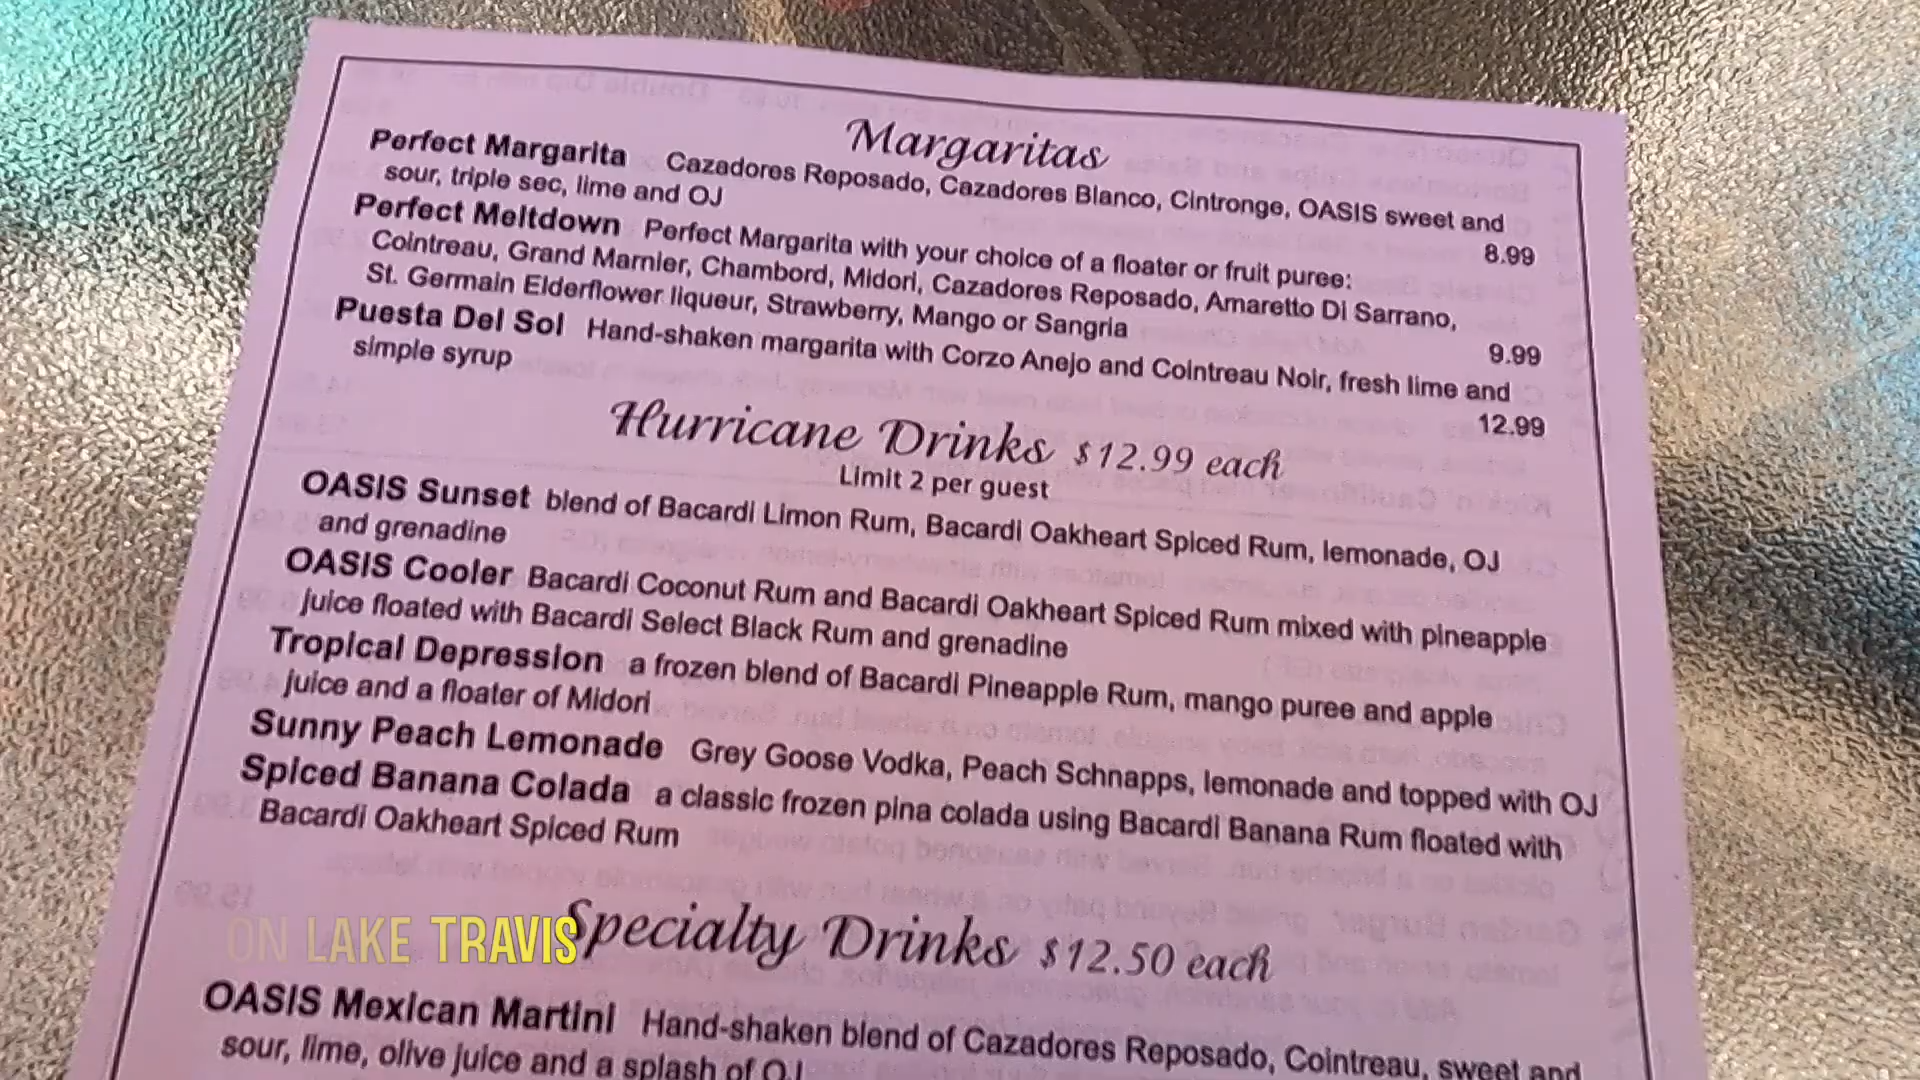 Margaritas
Perfect Margarita Cazadores Reposado, Cazadores Blanco, Cintronge, OASIS sweet and
sour, triple sec, lime and OJ 8.99
Perfect Meltdown Perfect Margarita with your choice of a floater or fruit puree:
Cointreau, Grand Marnier, Chambord, Midori, Cazadores Reposado, Amaretto Di Sarrano,
St. Germain Elderflower liqueur, Strawberry, Mango or Sangria 9.99
Puesta Del Sol Hand-shaken margarita with Corzo Anejo and Cointreau Noir, fresh lime and
simple syrup 12.99
Hurricane Drinks $12.99 each
Limit 2 per guest
OASIS Sunset blend of Bacardi Limon Rum, Bacardi Oakheart Spiced Rum, lemonade, OJ
and grenadine
OASIS Cooler Bacardi Coconut Rum and Bacardi Oakheart Spiced Rum mixed with pineapple
juice floated with Bacardi Select Black Rum and grenadine
Tropical Depression a frozen blend of Bacardi Pineapple Rum, mango puree and apple
juice and a floater of Midori
Sunny Peach Lemonade Grey Goose Vodka, Peach Schnapps, lemonade and topped with OJ
Spiced Banana Colada a classic frozen pina colada using Bacardi Banana Rum floated with
Bacardi Oakheart Spiced Rum
ON LAKE TRAVIS
Specialty Drinks $12.50 each
OASIS Mexican Martini Hand-shaken blend of Cazadores Reposado, Cointreau, sweet and
sour, lime, olive juice and a splash of OJ